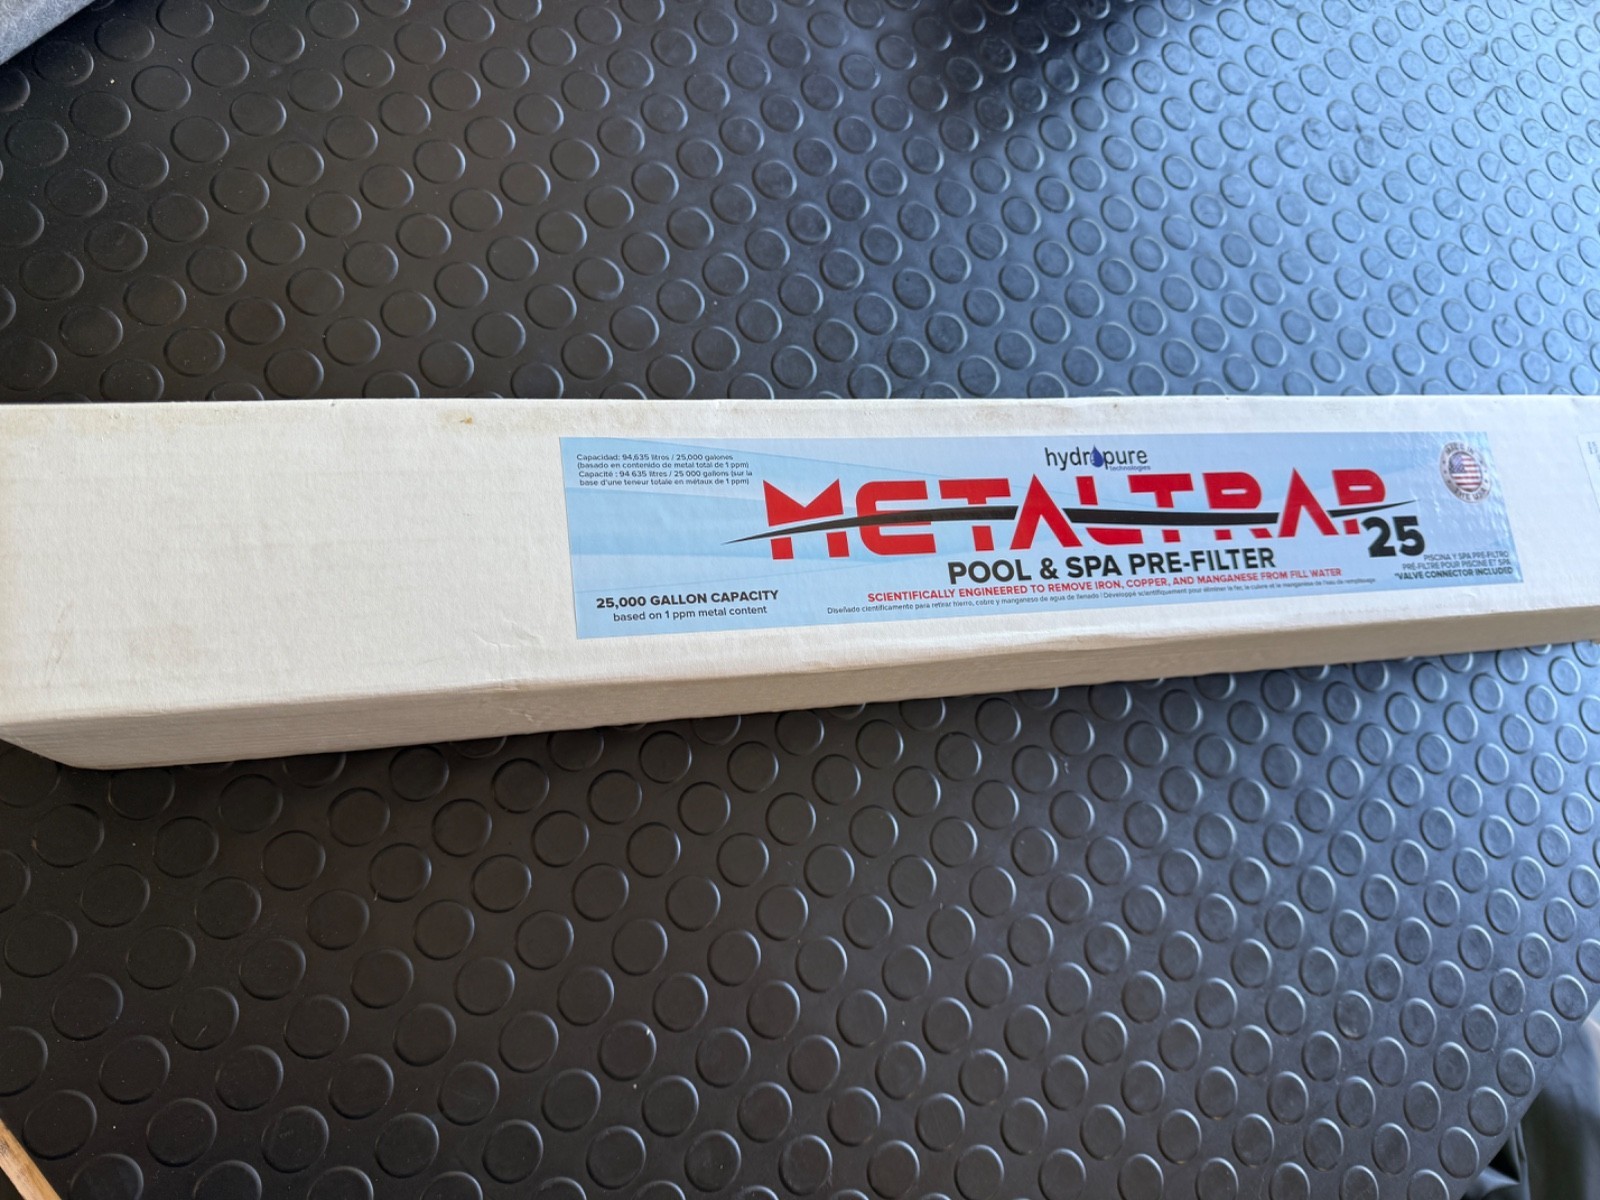 Capacidad: 94,635 litros / 25,000 galones
(basado en contenido de metal total de 1 ppm)
Capacité : 94 635 litres / 25 000 gallons (sur la
base d'une teneur totale en métaux de 1 ppm)
hydropure
technologies
METALTRAP
25
POOL & SPA PRE-FILTER
PISCINA Y SPA PRE-FILTRO
PRÉ-FILTRE POUR PISCINE ET SPA
*VALVE CONNECTOR INCLUDED
SCIENTIFICALLY ENGINEERED TO REMOVE IRON, COPPER, AND MANGANESE FROM FILL WATER
Diseñado científicamente para retirar hierro, cobre y manganeso de agua de llenado / Développé scientifiquement pour éliminer le fer, le cuivre et le manganèse de l'eau de remplissage
25,000 GALLON CAPACITY
based on 1 ppm metal content